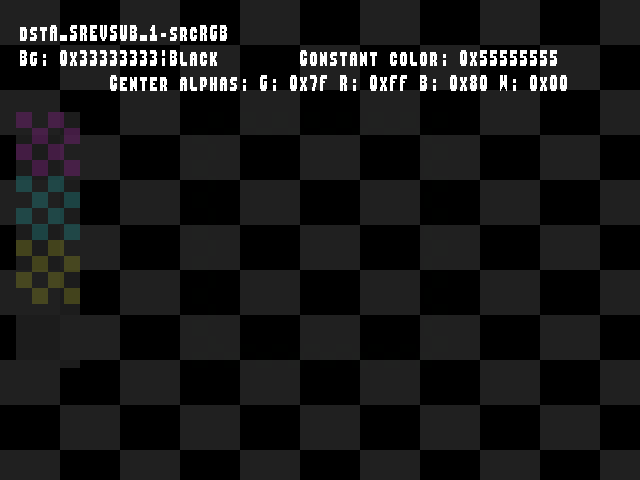 dstA_SREVSUB_1-srcRGB
Bg: 0x33333333;Black Constant color: 0x55555555
Center alphas: G: 0x7F R: 0xFF B: 0x80 W: 0x00